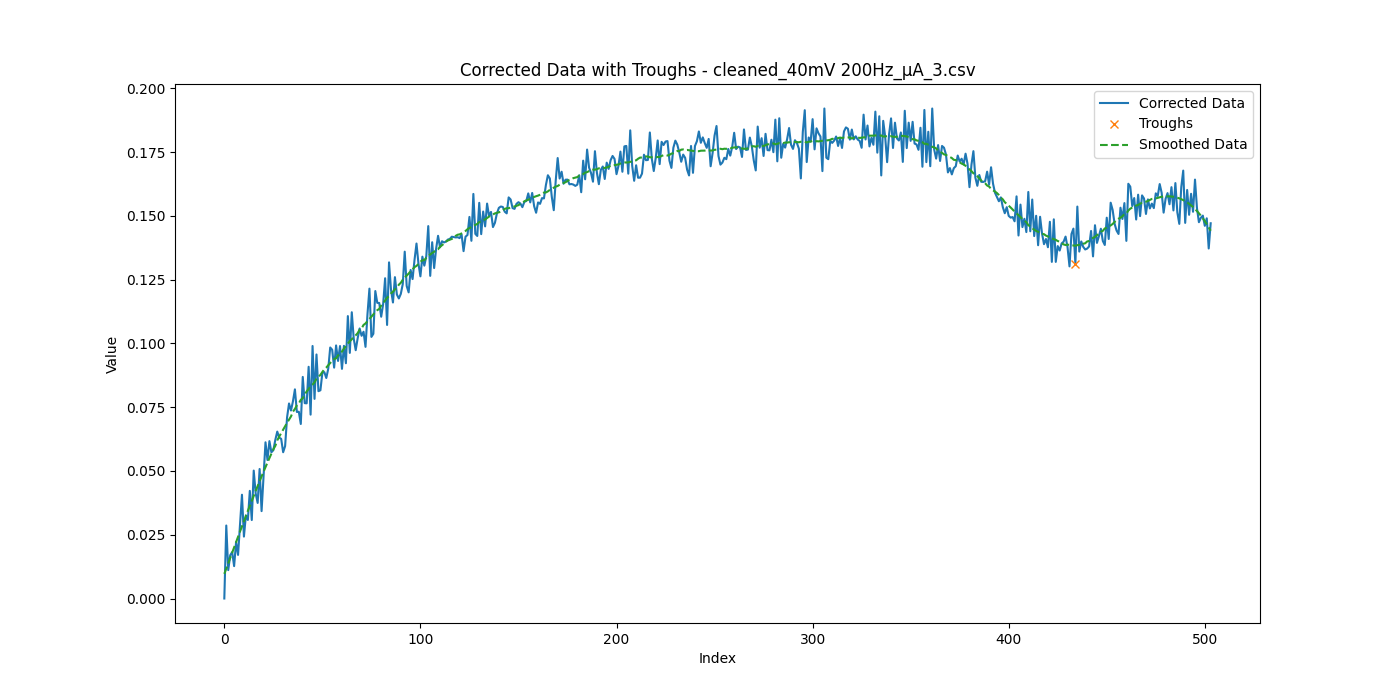 Corrected Data with Troughs - cleaned_40mV 200Hz_µA_3.csv
Corrected Data
Troughs
Smoothed Data
Value
0.200
0.175
0.150
0.125
0.100
0.075
0.050
0.025
0.000
0 100 200 300 400 500
Index